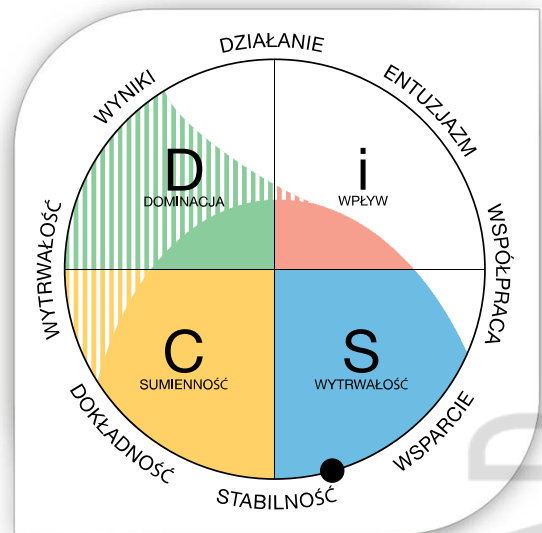 DZIAŁANIE
ENTUZJAZM
WSPÓŁPRACA
WSPARCIE
STABILNOŚĆ
DOKŁADNOŚĆ
WYTRWAŁOŚĆ
WYNIKI
D
DOMINACJA
i
WPŁYW
C
SUMIENNOŚĆ
S
WYTRWAŁOŚĆ